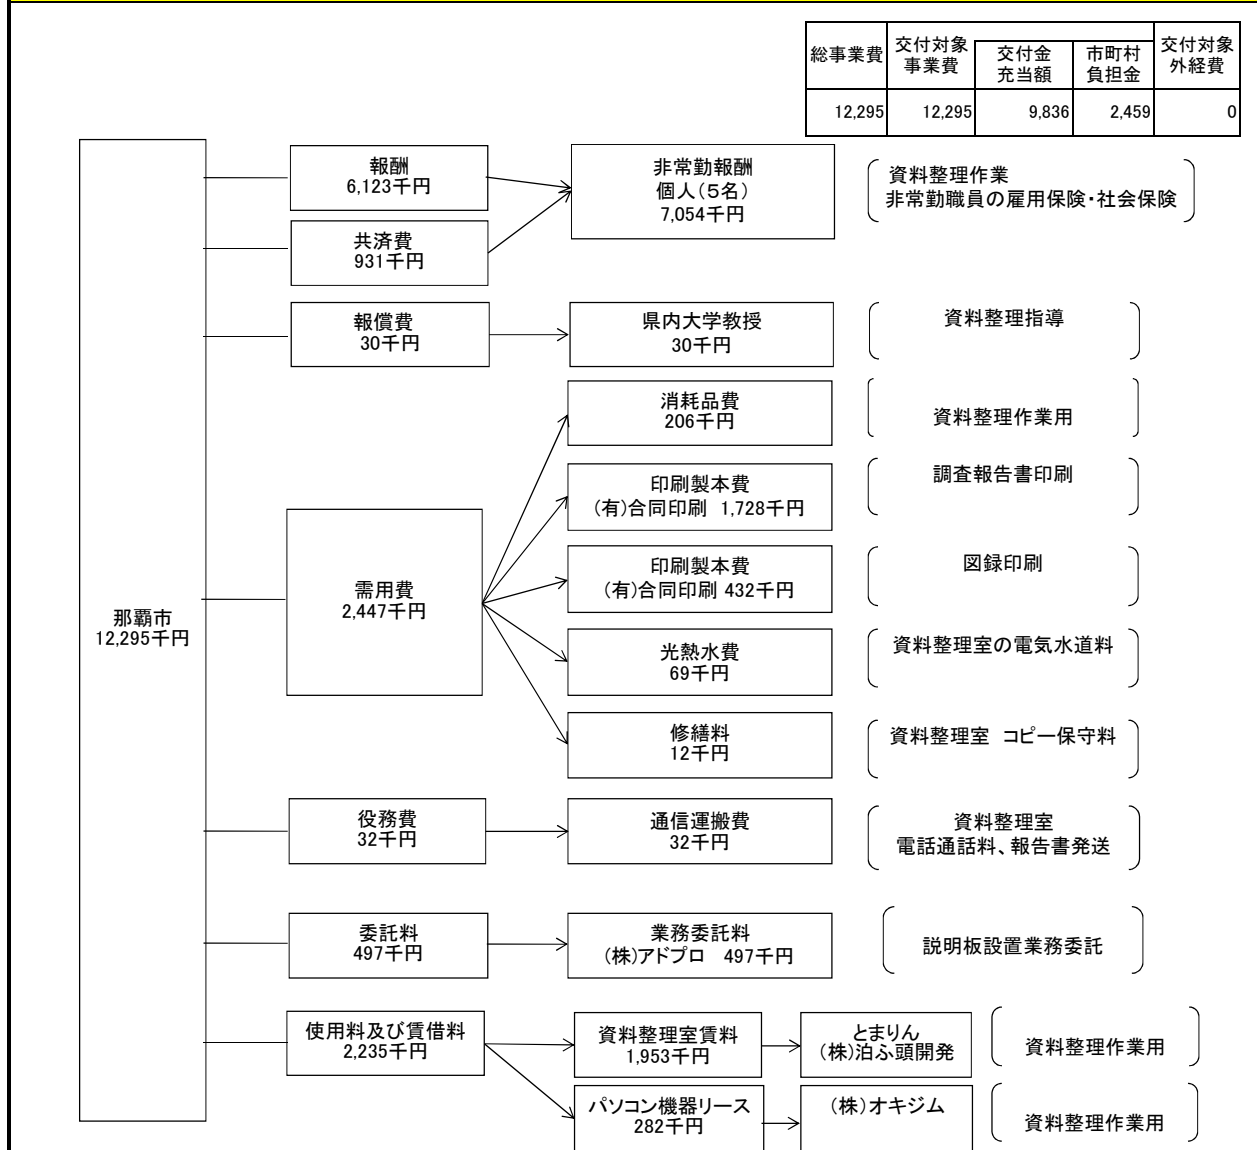 総事業費
交付対象
事業費
交付金
充当額
市町村
負担金
交付対象
外経費
12,295
12,295
9,836
2,459
0
那覇市
12,295千円
報酬
6,123千円
共済費
931千円
非常勤報酬
個人(5名)
7,054千円
資料整理作業
非常勤職員の雇用保険・社会保険
報償費
30千円
県内大学教授
30千円
資料整理指導
需用費
2,447千円
消耗品費
206千円
資料整理作業用
印刷製本費
(有)合同印刷 1,728千円
調査報告書印刷
印刷製本費
(有)合同印刷 432千円
図録印刷
光熱水費
69千円
資料整理室の電気水道料
修繕料
12千円
資料整理室 コピー保守料
役務費
32千円
通信運搬費
32千円
資料整理室
電話通話料、報告書発送
委託料
497千円
業務委託料
(株)アドプロ 497千円
説明板設置業務委託
使用料及び賃借料
2,235千円
資料整理室賃料
1,953千円
とまりん
(株)泊ふ頭開発
資料整理作業用
パソコン機器リース
282千円
(株)オキジム
資料整理作業用